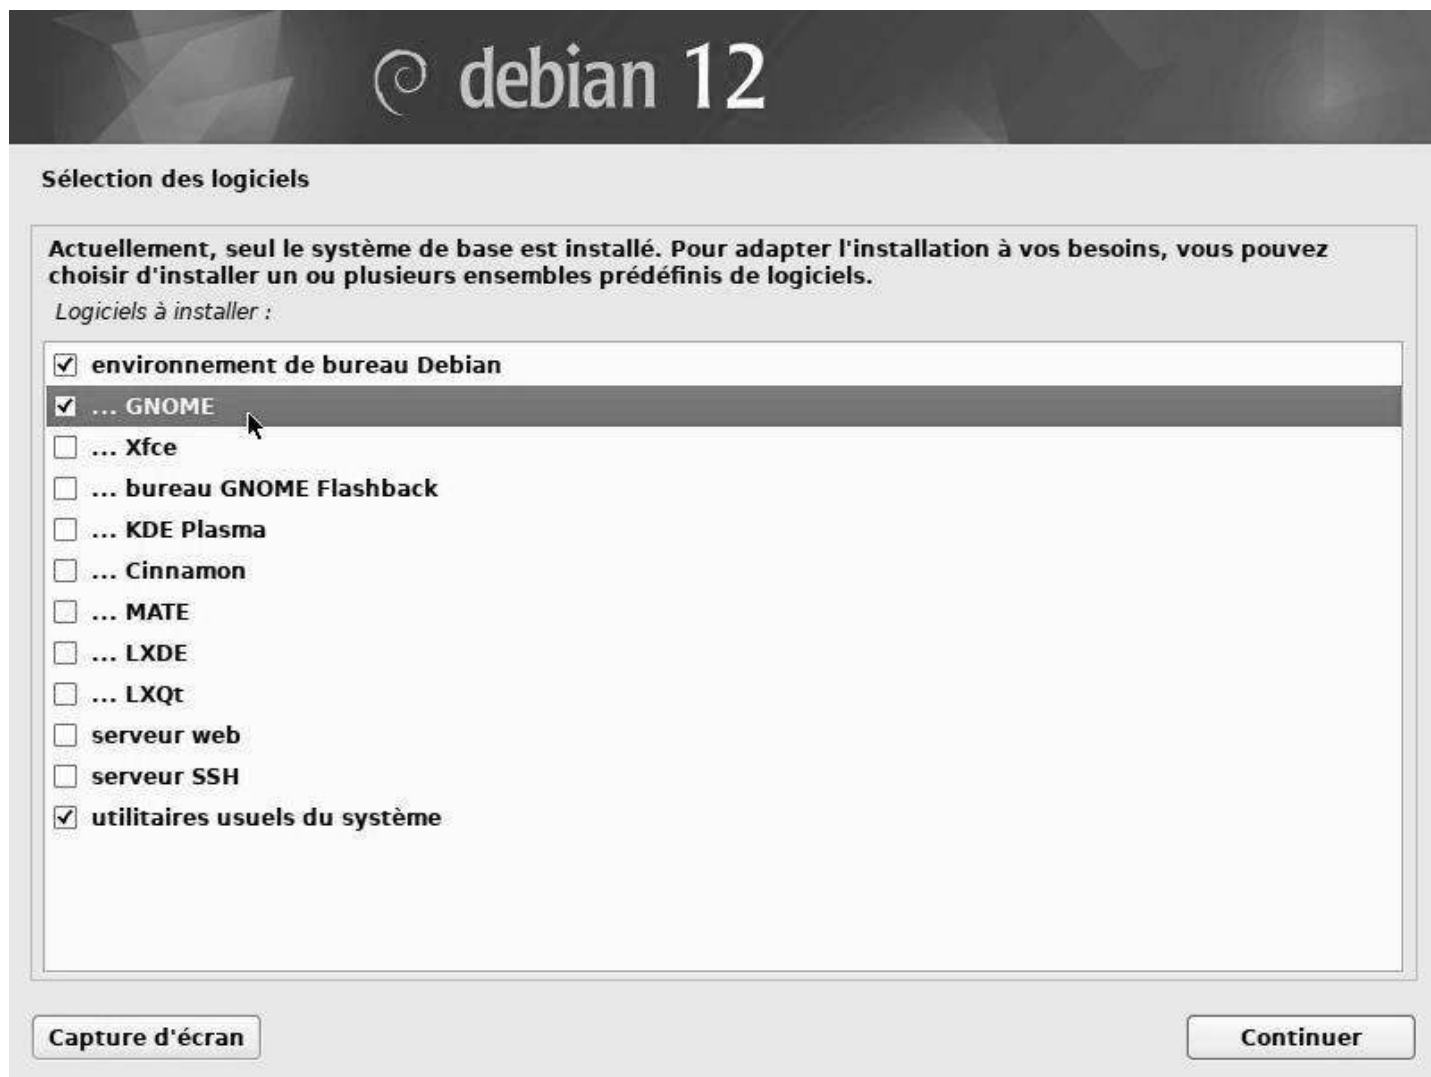 debian 12
Sélection des logiciels
Actuellement, seul le système de base est installé. Pour adapter l'installation à vos besoins, vous pouvez
choisir d'installer un ou plusieurs ensembles prédéfinis de logiciels.
Logiciels à installer :
environnement de bureau Debian
... GNOME
... Xfce
... bureau GNOME Flashback
... KDE Plasma
... Cinnamon
... MATE
... LXDE
... LXQt
serveur web
serveur SSH
utilitaires usuels du système
Capture d'écran
Continuer